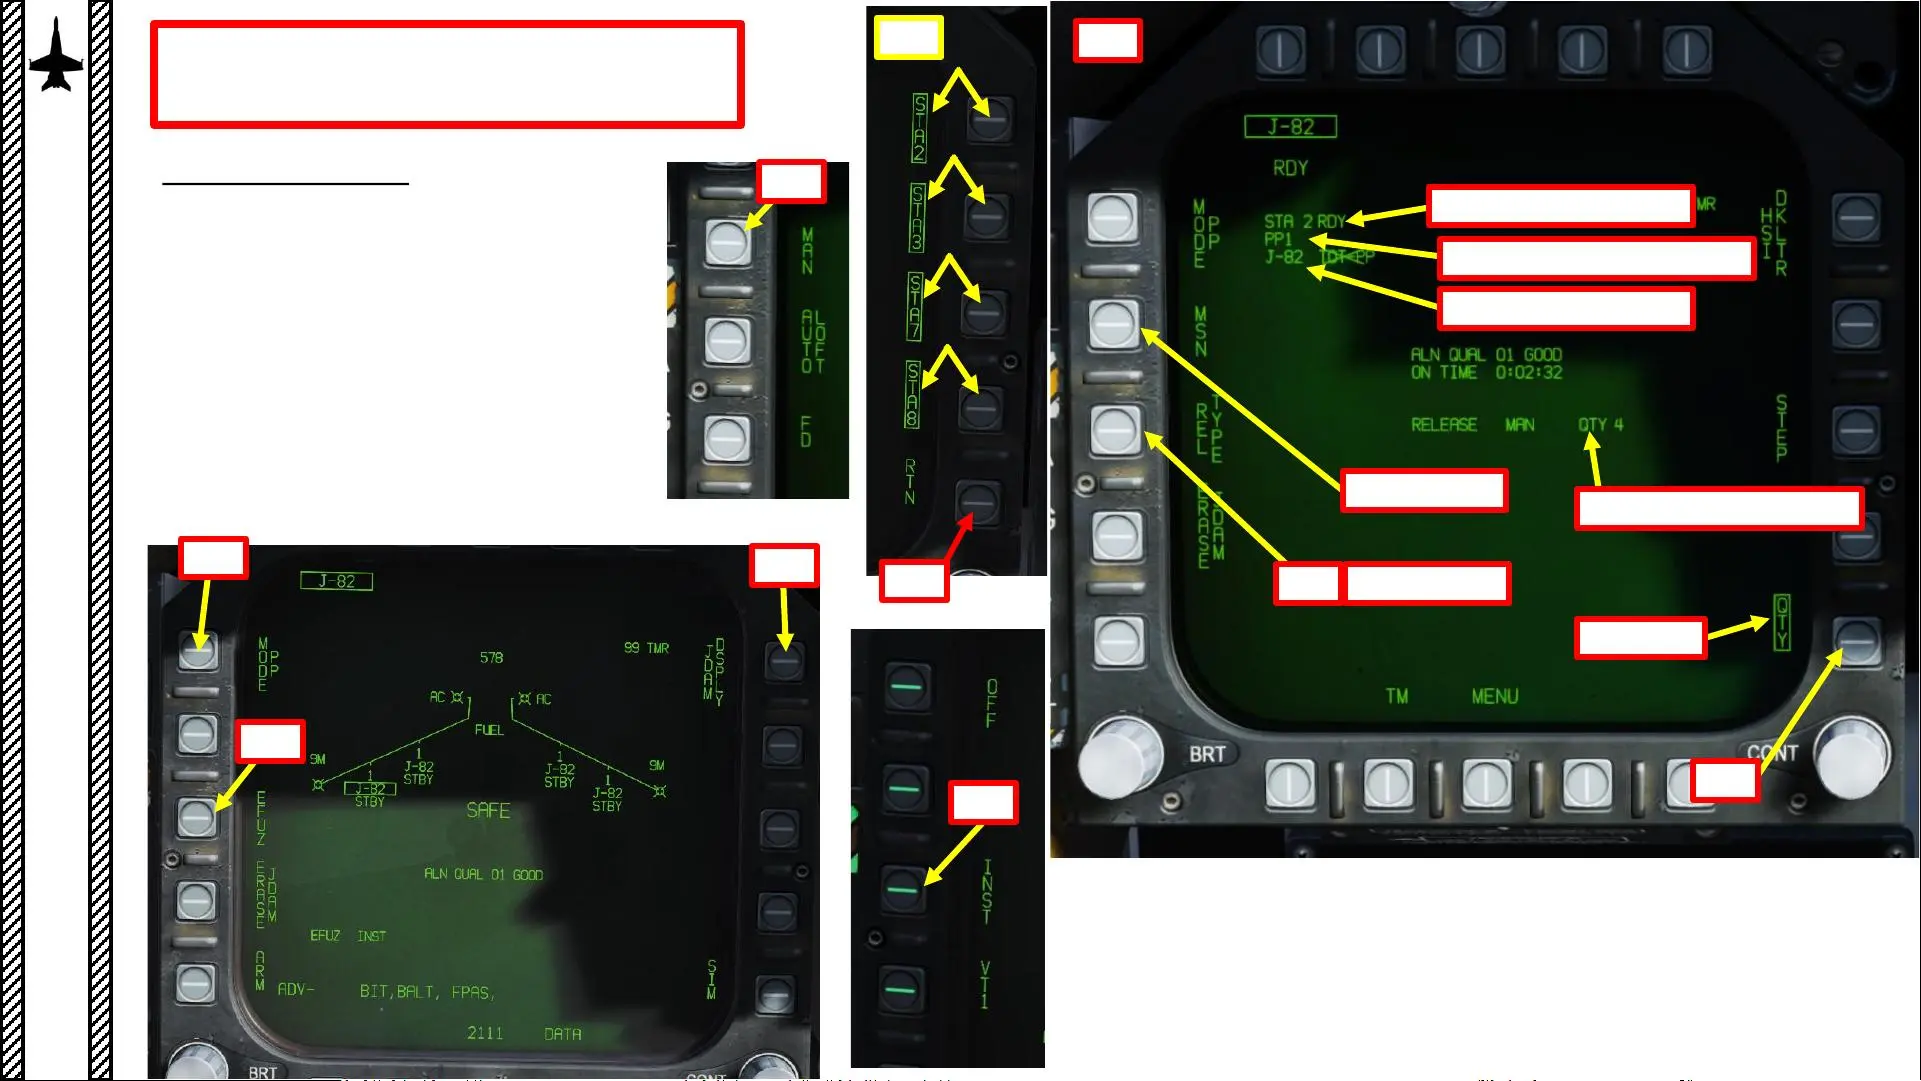 MAN
AUTO LOFT
FD
STA2
STA3
STA7
STA8
RTN
J-82
RDY
MODE PP
STA 2 RDY
MR
HSI
DKLTR
PP1
J-82
MSN
ALN QUAL 01 GOOD
ON TIME 0:02:32
REL TYPE
RELEASE MAN QTY 4
STEP
ERASE JDAM
QTY
TM MENU
BRT CONT
J-82
MODE PP
578
99 TMR
JDAM DSPLY
AC AC
FUEL
9M 9M
1 1
J-82 J-82
STBY STBY
1 1
J-82 J-82
STBY STBY
EFUZ
SAFE
ERASE JDAM
ALN QUAL 01 GOOD
EFUZ INST
ARM
SIM
ADV- BIT,BALT, FPAS,
2111 DATA
BRT
CONT
OFF
INST
VT1